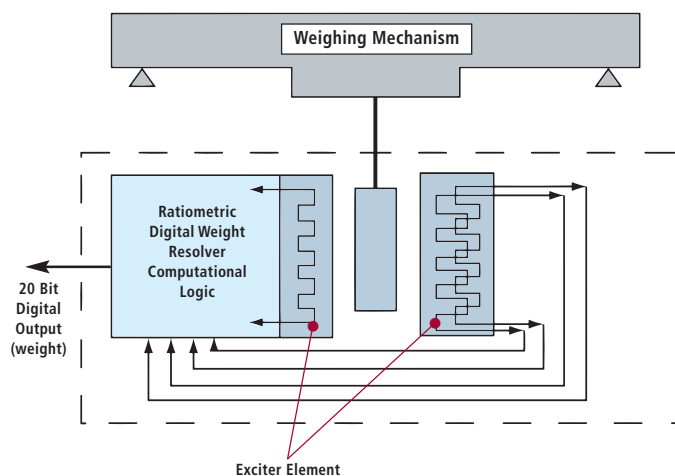 Weighing Mechanism
Ratiometric
Digital Weight
Resolver
Computational
Logic
20 Bit
Digital
Output
(weight)
Exciter Element